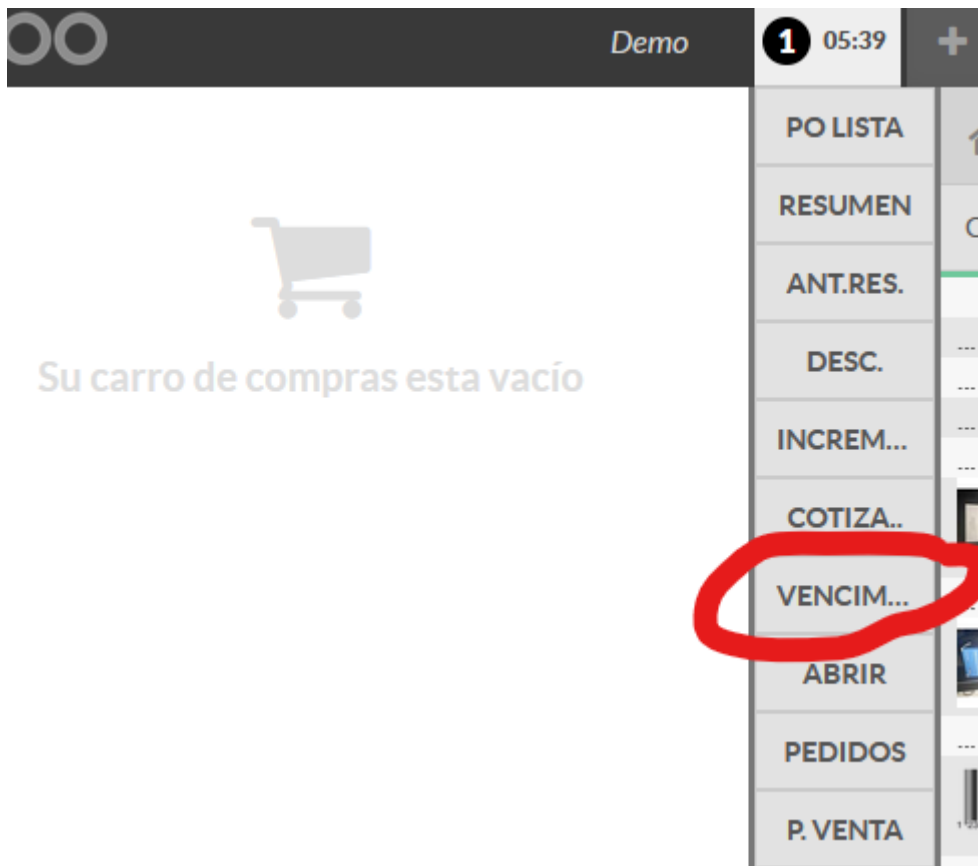 Demo
1 05:39
PO LISTA
RESUMEN
ANT.RES.
DESC.
INCREM...
COTIZA..
VENCIM...
ABRIR
PEDIDOS
P. VENTA
Su carro de compras esta vacío